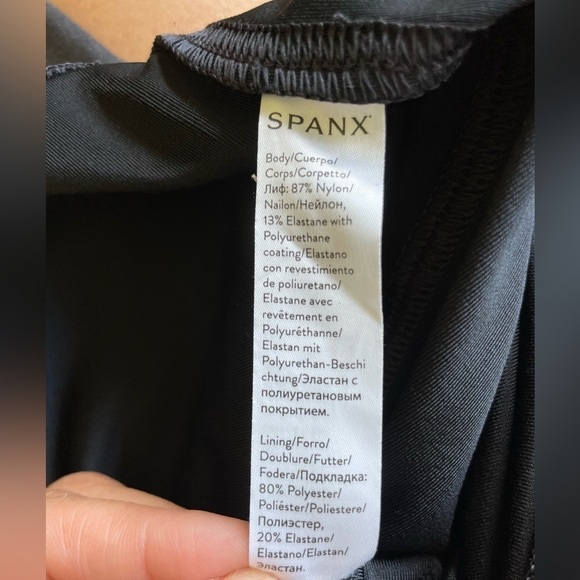 SPANX
Body/Cuerpo/
Corps/Corpetto/
Лиф: 87% Nylon/
Nailon/Нейлон,
13% Elastane with
Polyurethane
coating/Elastano
con revestimiento
de poliuretano/
Elastane avec
revêtement en
Polyuréthanne/
Elastan mit
Polyurethan-Beschi
chtung/Эластан с
полиуретановым
покрытием.
Lining/Forro/
Doublure/Futter/
Fodera/Подкладка:
80% Polyester/
Poliéster/Poliestere/
Полиэстер,
20% Elastane/
Elastano/Elastan/
Эластан.